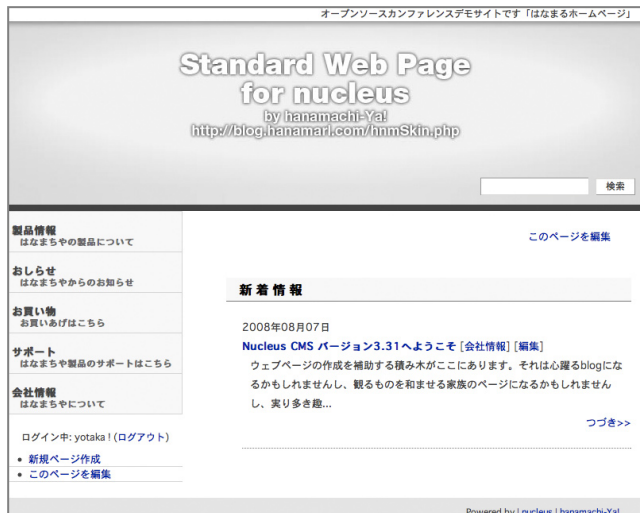 オープンソースカンファレンスデモサイトです「はなまるホームページ」
Standard Web Page
for nucleus
by hanamachi-Ya!
http://blog.hanamarl.com/hnmSkin.php
検索
製品情報
はなまちやの製品について
おしらせ
はなまちやからのお知らせ
お買い物
お買いあげはこちら
サポート
はなまちや製品のサポートはこちら
会社情報
はなまちやについて
ログイン中: yotaka ! (ログアウト)
• 新規ページ作成
• このページを編集
このページを編集
新着情報
2008年08月07日
Nucleus CMS バージョン3.31へようこそ [会社情報] [編集]
ウェブページの作成を補助する積み木がここにあります。それは心躍るblogにな
るかもしれませんし、観るものを和ませる家族のページになるかもしれません
し、実り多き趣...
つづき>>
Powered by | nucleus | hanamachi-Ya!